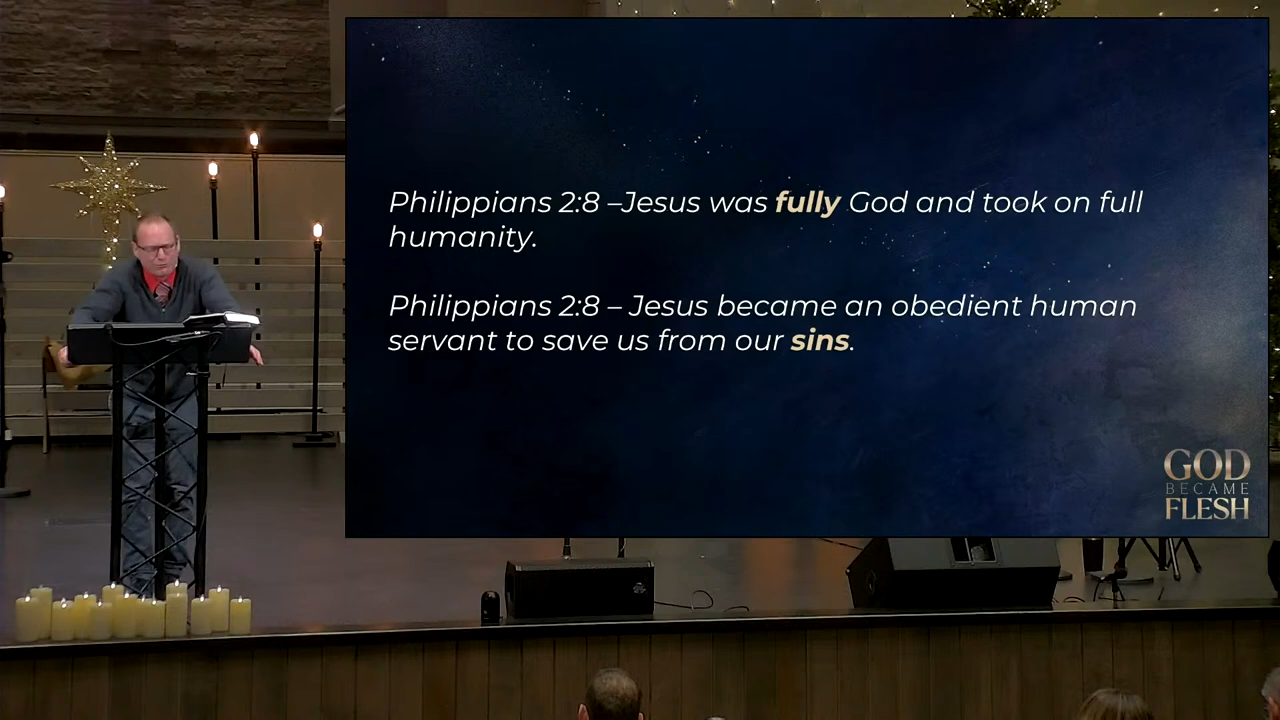 Philippians 2:8 –Jesus was fully God and took on full
humanity.
Philippians 2:8 – Jesus became an obedient human
servant to save us from our sins.
GOD
BECAME
FLESH